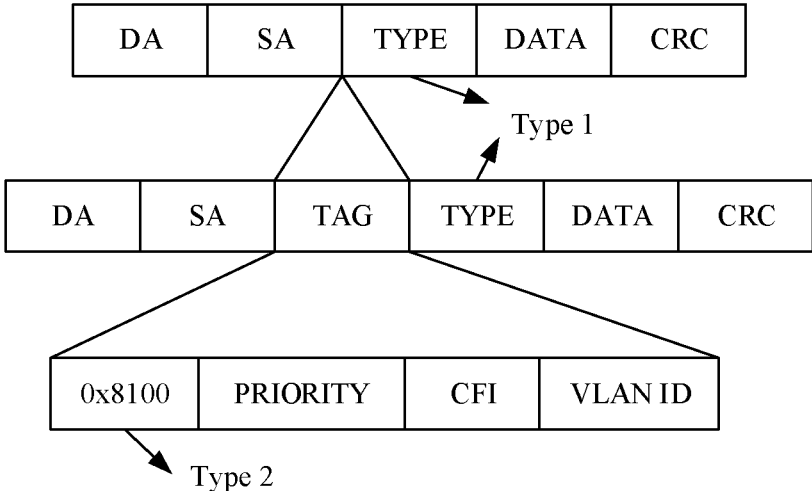 DA SA TYPE DATA CRC
Type 1
DA SA TAG TYPE DATA CRC
0x8100 PRIORITY CFI VLAN ID
Type 2